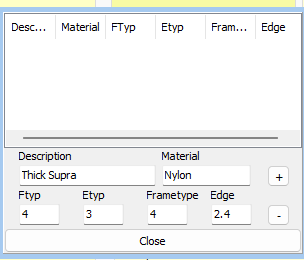 Desc... Material FTyp Etyp Frame... Edge
Description Material
Thick Supra Nylon +
Ftyp Etyp Frametype Edge
4 3 4 2.4 -
Close